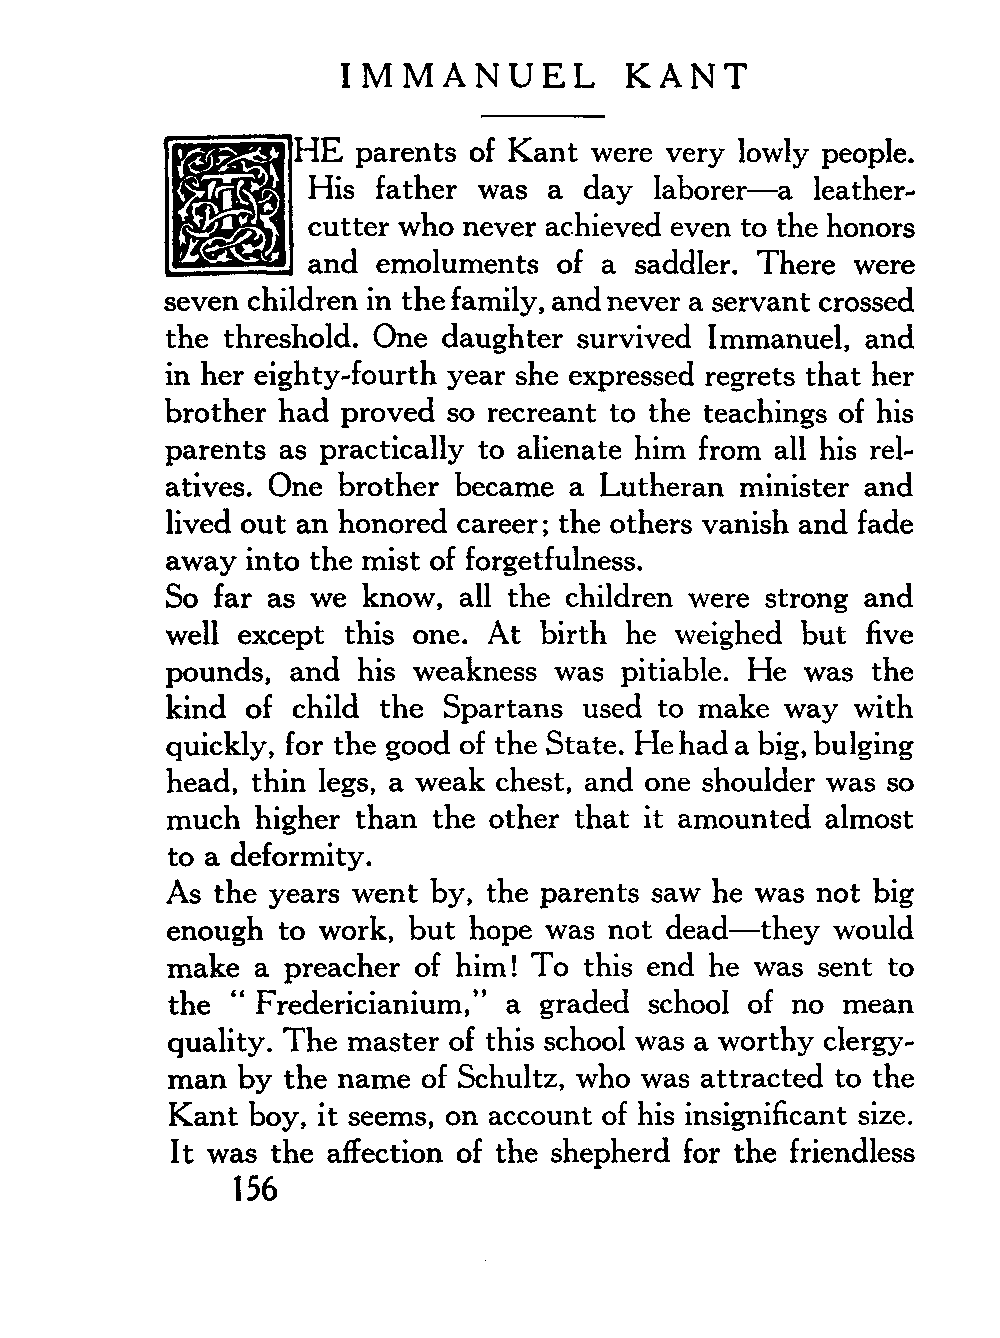 IMMANUEL KANT
THE parents of Kant were very lowly people.
His father was a day laborer—a leather-
cutter who never achieved even to the honors
and emoluments of a saddler. There were
seven children in the family, and never a servant crossed
the threshold. One daughter survived Immanuel, and
in her eighty-fourth year she expressed regrets that her
brother had proved so recreant to the teachings of his
parents as practically to alienate him from all his rel-
atives. One brother became a Lutheran minister and
lived out an honored career; the others vanish and fade
away into the mist of forgetfulness.
So far as we know, all the children were strong and
well except this one. At birth he weighed but five
pounds, and his weakness was pitiable. He was the
kind of child the Spartans used to make way with
quickly, for the good of the State. He had a big, bulging
head, thin legs, a weak chest, and one shoulder was so
much higher than the other that it amounted almost
to a deformity.
As the years went by, the parents saw he was not big
enough to work, but hope was not dead—they would
make a preacher of him! To this end he was sent to
the “ Fredericianium,” a graded school of no mean
quality. The master of this school was a worthy clergy-
man by the name of Schultz, who was attracted to the
Kant boy, it seems, on account of his insignificant size.
It was the affection of the shepherd for the friendless
156